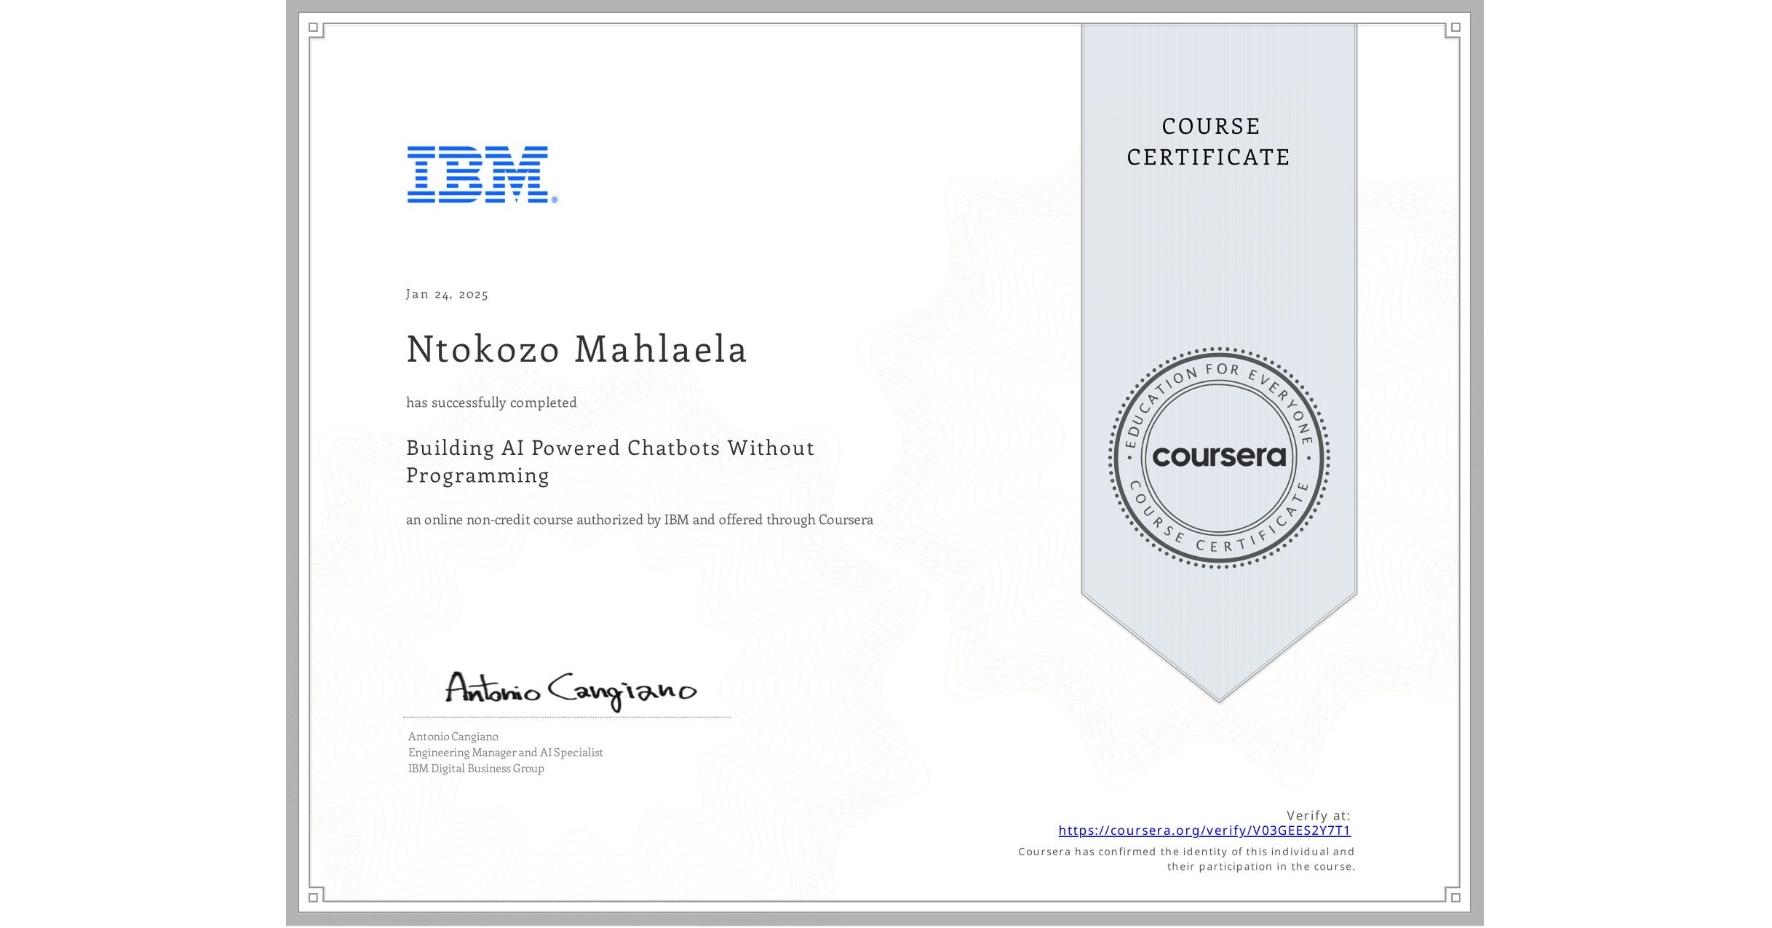 IBM®
COURSE
CERTIFICATE
Jan 24, 2025
Ntokozo Mahlaela
has successfully completed
Building AI Powered Chatbots Without
Programming
an online non-credit course authorized by IBM and offered through Coursera
EDUCATION FOR EVERYONE
coursera
COURSE CERTIFICATE
Antonio Cangiano
Antonio Cangiano
Engineering Manager and AI Specialist
IBM Digital Business Group
Verify at:
https://coursera.org/verify/V03GEES2Y7T1
Coursera has confirmed the identity of this individual and
their participation in the course.